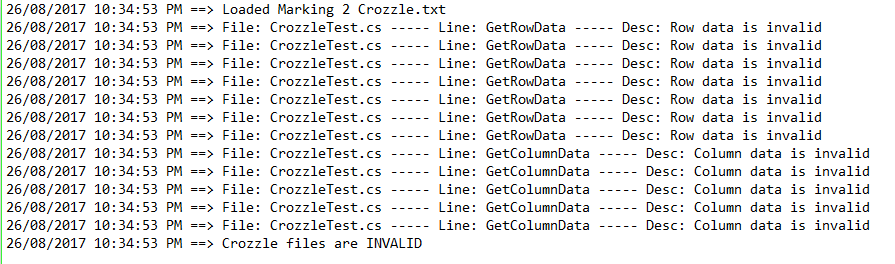 26/08/2017 10:34:53 PM ==> Loaded Marking 2 Crozzle.txt
26/08/2017 10:34:53 PM ==> File: CrozzleTest.cs ----- Line: GetRowData ----- Desc: Row data is invalid
26/08/2017 10:34:53 PM ==> File: CrozzleTest.cs ----- Line: GetRowData ----- Desc: Row data is invalid
26/08/2017 10:34:53 PM ==> File: CrozzleTest.cs ----- Line: GetRowData ----- Desc: Row data is invalid
26/08/2017 10:34:53 PM ==> File: CrozzleTest.cs ----- Line: GetRowData ----- Desc: Row data is invalid
26/08/2017 10:34:53 PM ==> File: CrozzleTest.cs ----- Line: GetRowData ----- Desc: Row data is invalid
26/08/2017 10:34:53 PM ==> File: CrozzleTest.cs ----- Line: GetRowData ----- Desc: Row data is invalid
26/08/2017 10:34:53 PM ==> File: CrozzleTest.cs ----- Line: GetRowData ----- Desc: Row data is invalid
26/08/2017 10:34:53 PM ==> File: CrozzleTest.cs ----- Line: GetColumnData ----- Desc: Column data is invalid
26/08/2017 10:34:53 PM ==> File: CrozzleTest.cs ----- Line: GetColumnData ----- Desc: Column data is invalid
26/08/2017 10:34:53 PM ==> File: CrozzleTest.cs ----- Line: GetColumnData ----- Desc: Column data is invalid
26/08/2017 10:34:53 PM ==> File: CrozzleTest.cs ----- Line: GetColumnData ----- Desc: Column data is invalid
26/08/2017 10:34:53 PM ==> File: CrozzleTest.cs ----- Line: GetColumnData ----- Desc: Column data is invalid
26/08/2017 10:34:53 PM ==> Crozzle files are INVALID